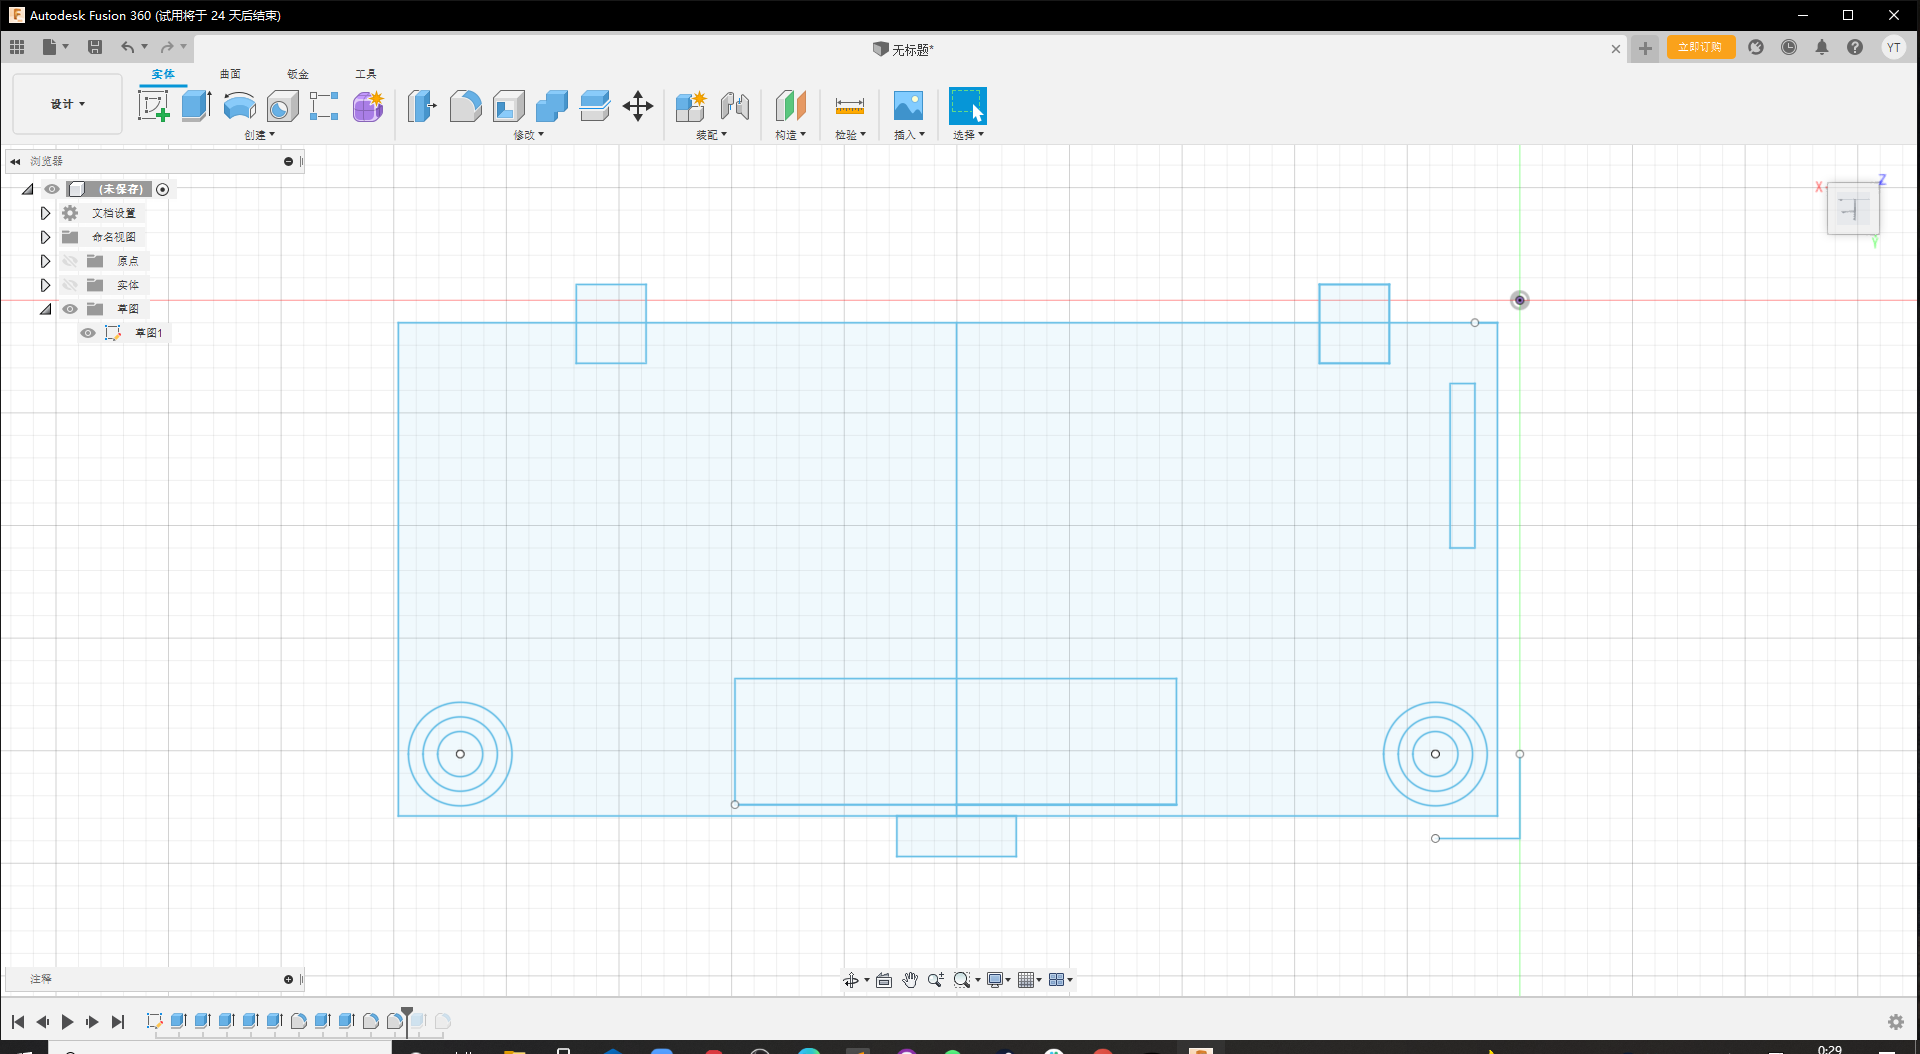 Autodesk Fusion 360 (试用将于 24 天后结束)
无标题*
立即订购
YT
实体
曲面
钣金
工具
设计
创建
修改
装配
构造
检验
插入
选择
浏览器
(未保存)
文档设置
命名视图
原点
实体
草图
草图1
X
Z
Y
上
注释
0:29